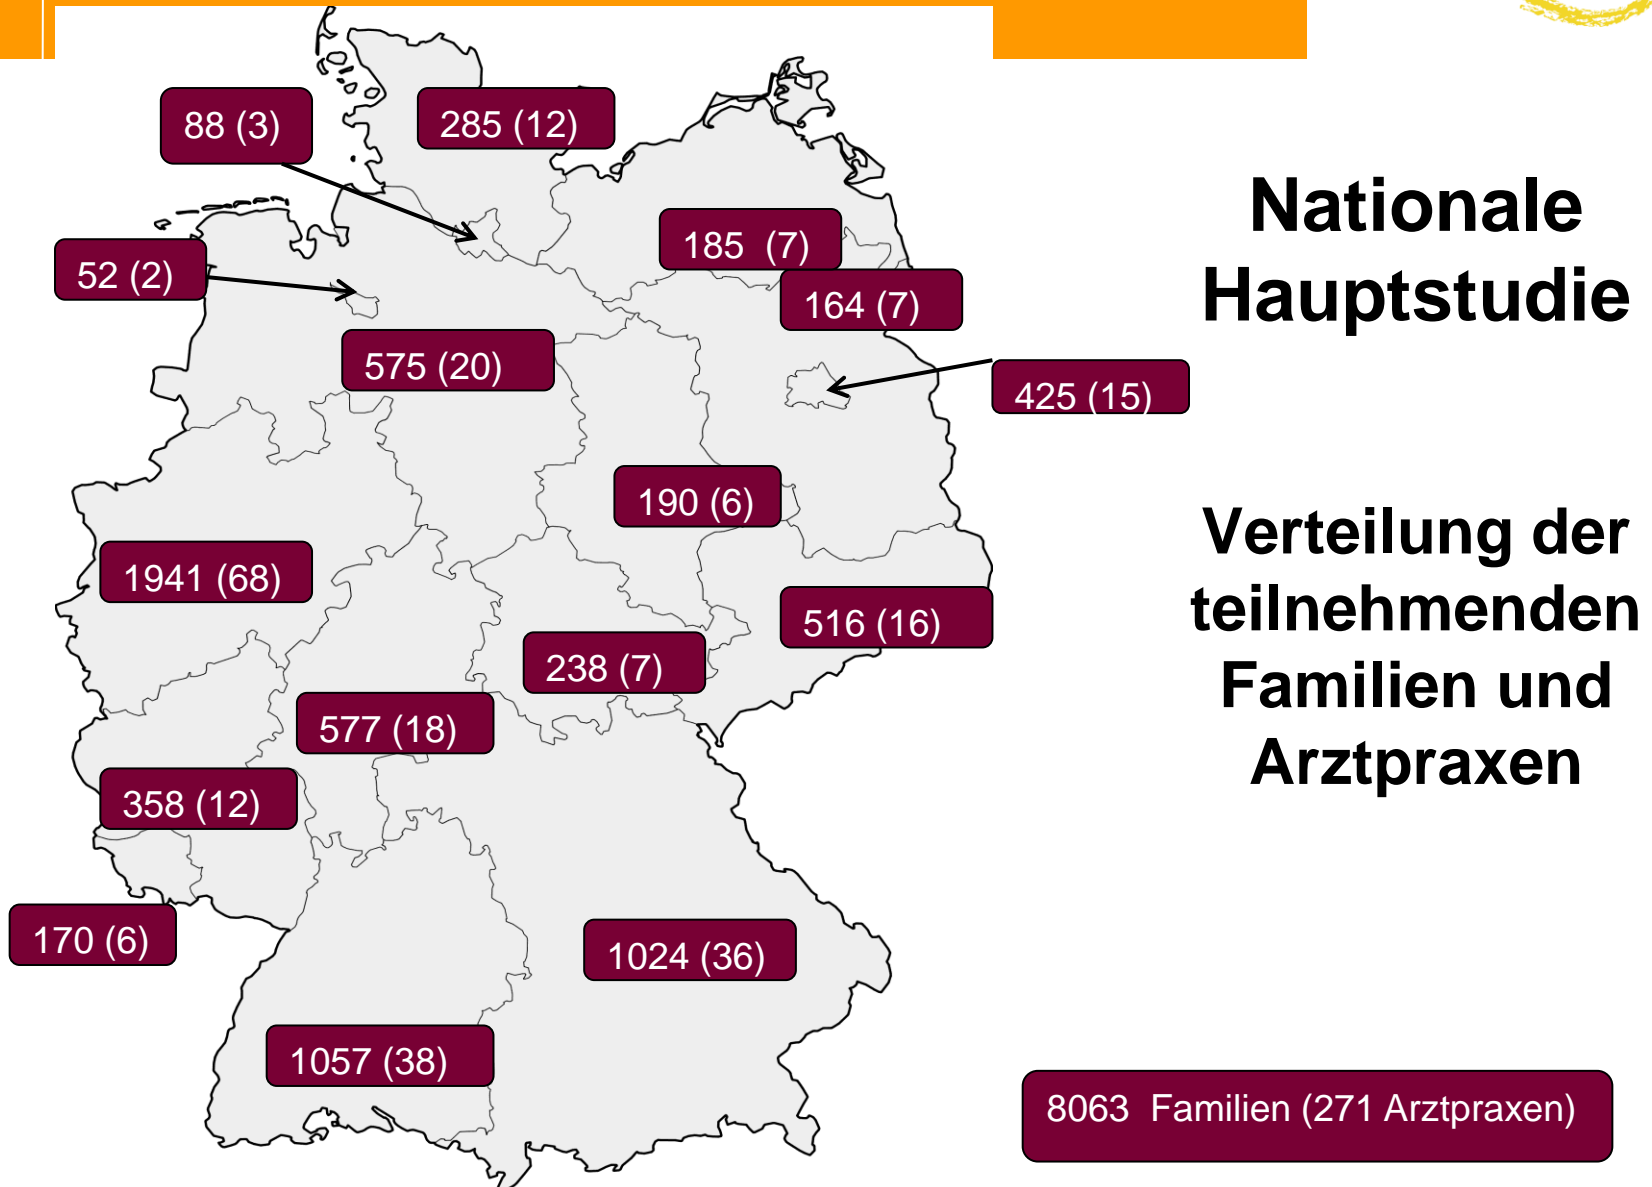 88 (3)
285 (12)
185 (7)
52 (2)
164 (7)
575 (20)
425 (15)
190 (6)
1941 (68)
516 (16)
238 (7)
577 (18)
358 (12)
170 (6)
1024 (36)
1057 (38)
Nationale
Hauptstudie
Verteilung der
teilnehmenden
Familien und
Arztpraxen
8063 Familien (271 Arztpraxen)